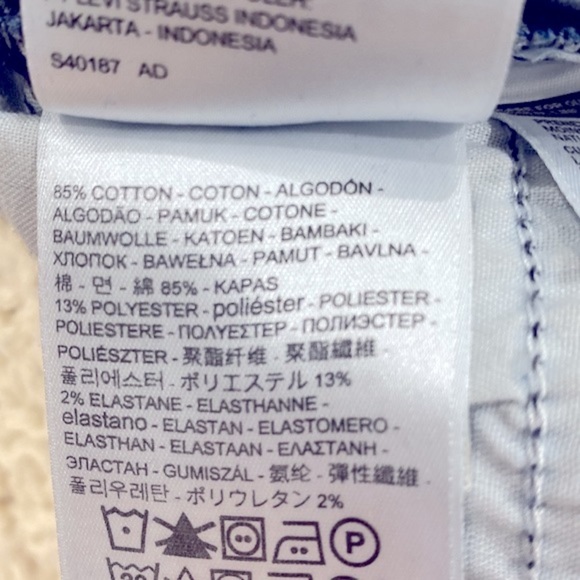 LEVI STRAUSS INDONESIA
JAKARTA - INDONESIA
S40187 AD
85% COTTON - COTON - ALGODÓN -
ALGODÃO - PAMUK - COTONE -
BAUMWOLLE - KATOEN - BAMBAKI -
ХЛОПОК - BAWEŁNA - PAMUT - BAVLNA -
棉 - 면 - 綿 85% - KAPAS
13% POLYESTER - poliéster - POLIESTER -
POLIESTERE - ΠΟΛΥΕΣΤΕΡ - ПОЛИЭСТЕР -
POLIÉSZTER - 聚酯纤维 - 聚酯纖維 -
폴리에스터 - ポリエステル 13%
2% ELASTANE - ELASTHANNE -
elastano - ELASTAN - ELASTOMERO -
ELASTHAN - ELASTAAN - ΕΛΑΣΤΑΝΗ -
ЭЛАСТАН - GUMISZÁL - 氨纶 - 彈性纖維 -
폴리우레탄 - ポリウレタン 2%
P